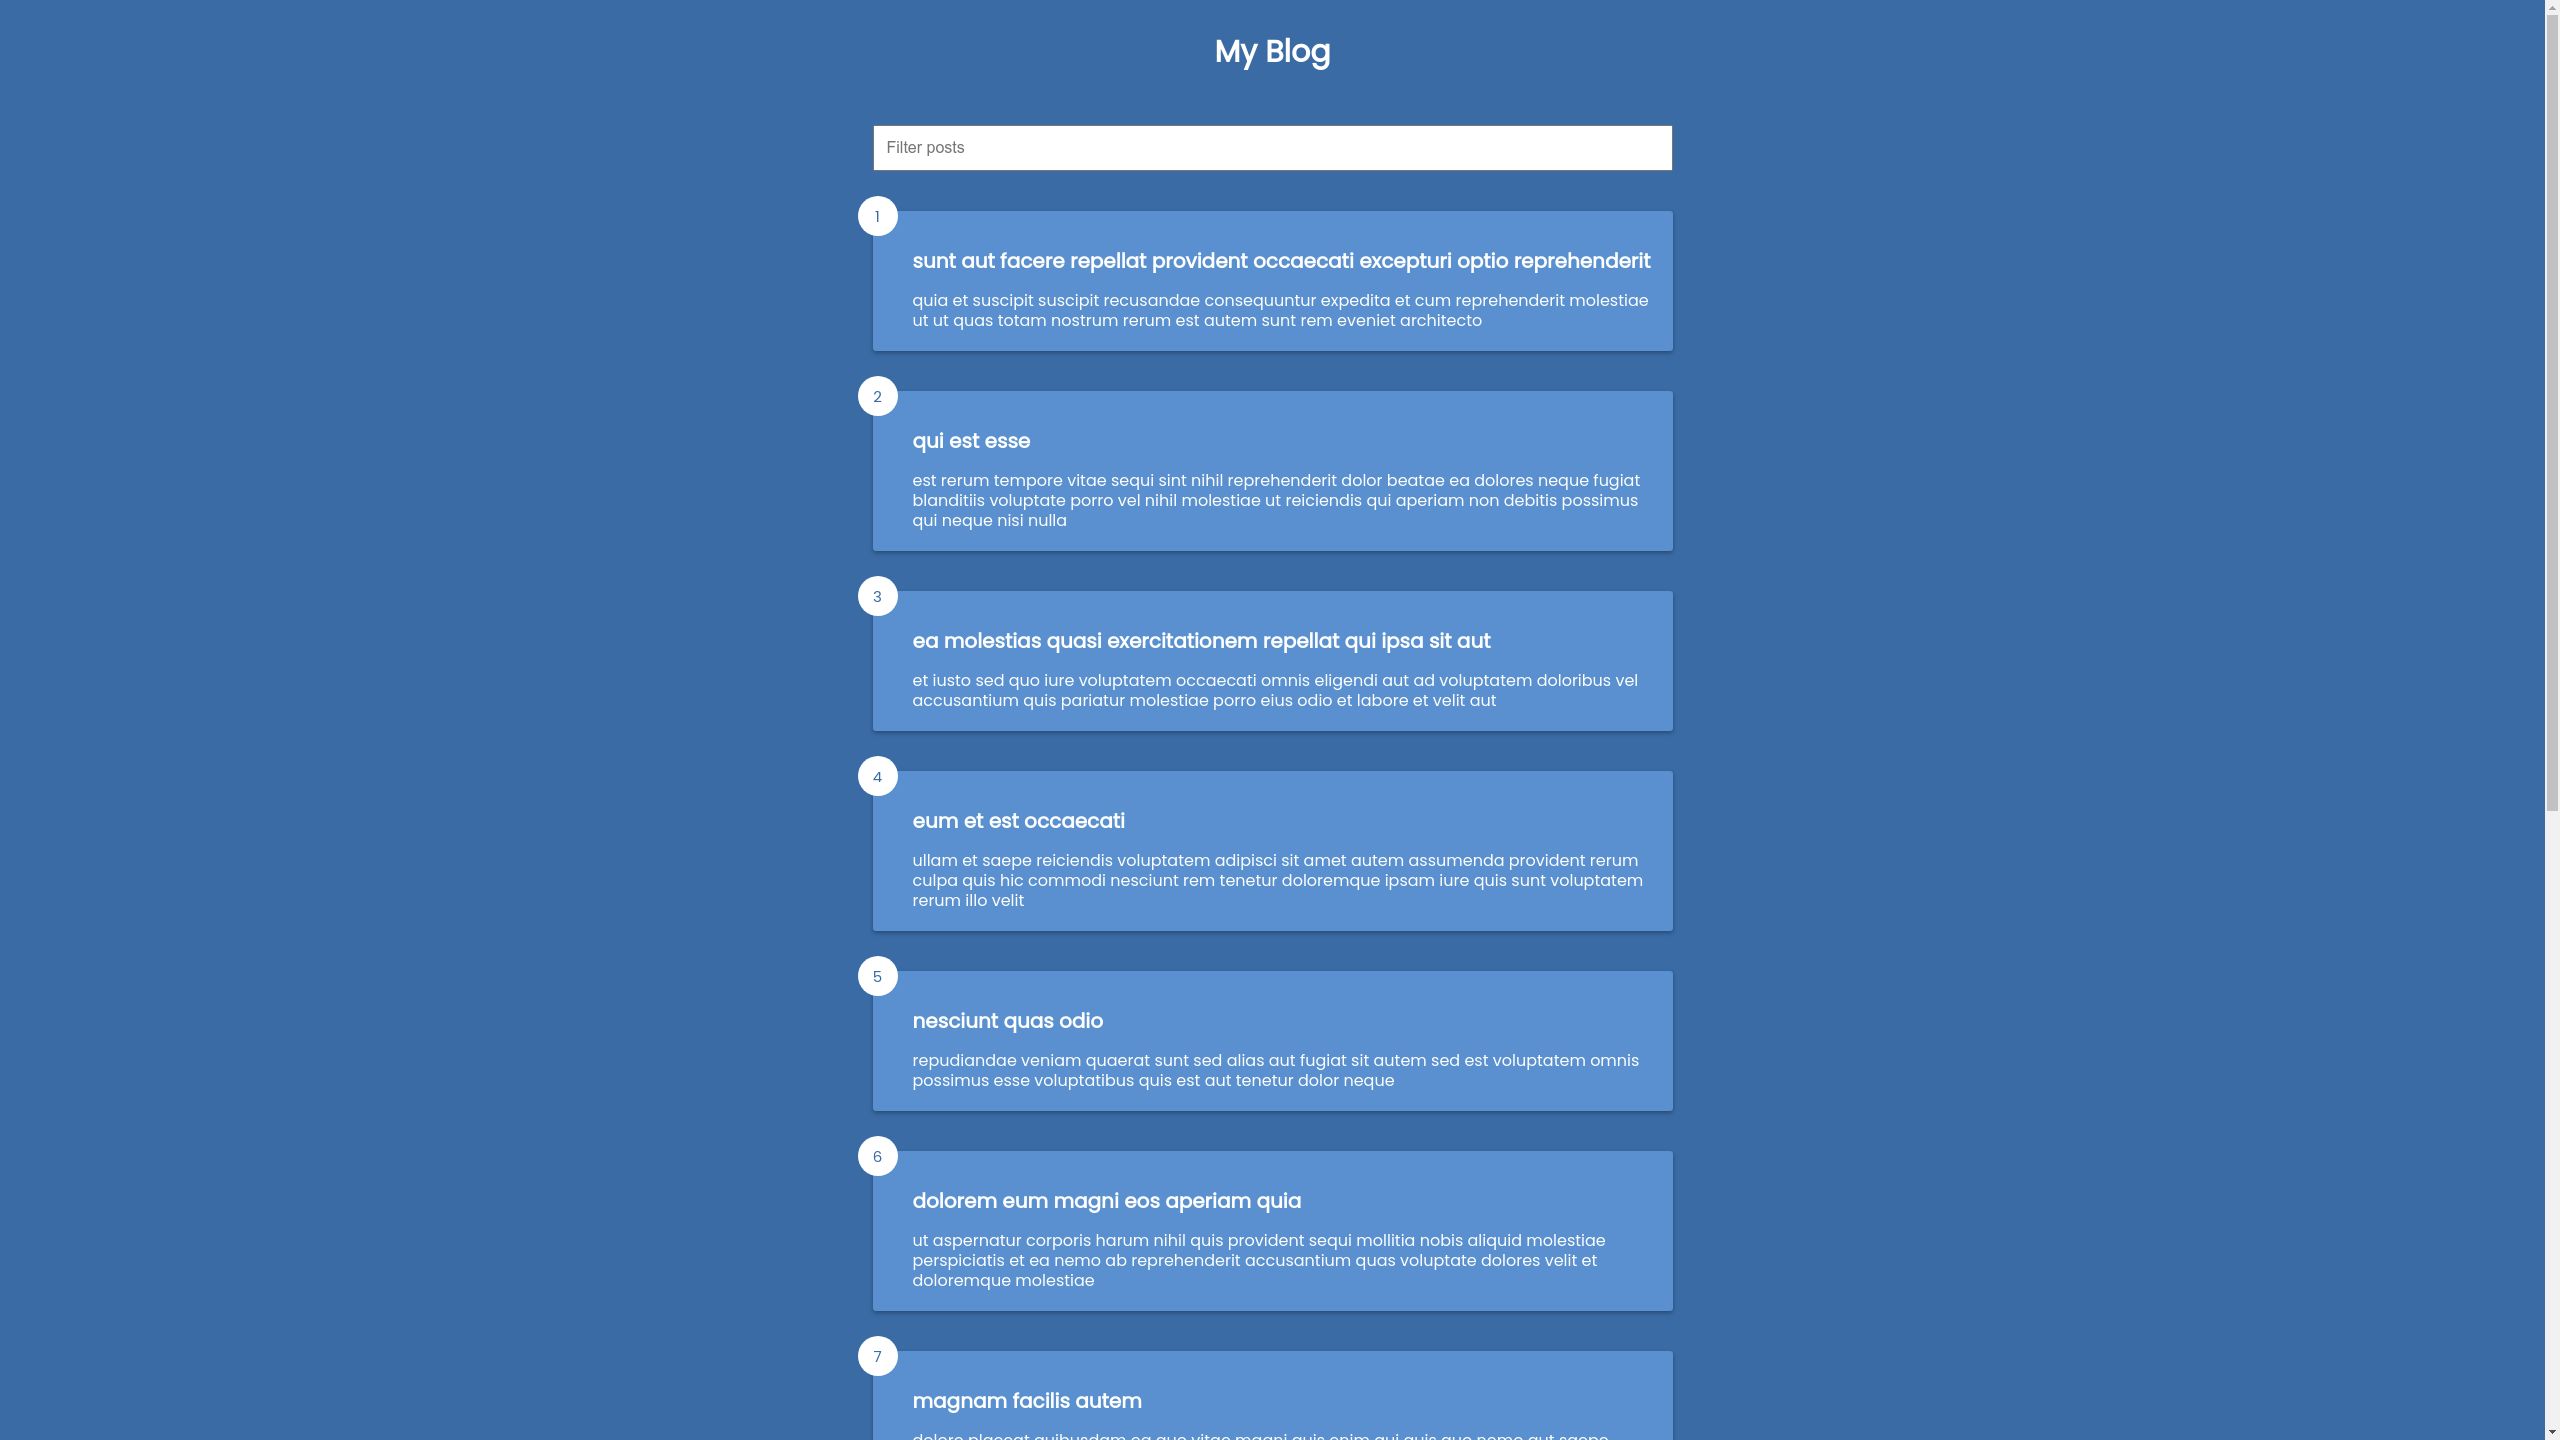 My Blog
Filter posts
1
sunt aut facere repellat provident occaecati excepturi optio reprehenderit
quia et suscipit suscipit recusandae consequuntur expedita et cum reprehenderit molestiae
ut ut quas totam nostrum rerum est autem sunt rem eveniet architecto
2
qui est esse
est rerum tempore vitae sequi sint nihil reprehenderit dolor beatae ea dolores neque fugiat
blanditiis voluptate porro vel nihil molestiae ut reiciendis qui aperiam non debitis possimus
qui neque nisi nulla
3
ea molestias quasi exercitationem repellat qui ipsa sit aut
et iusto sed quo iure voluptatem occaecati omnis eligendi aut ad voluptatem doloribus vel
accusantium quis pariatur molestiae porro eius odio et labore et velit aut
4
eum et est occaecati
ullam et saepe reiciendis voluptatem adipisci sit amet autem assumenda provident rerum
culpa quis hic commodi nesciunt rem tenetur doloremque ipsam iure quis sunt voluptatem
rerum illo velit
5
nesciunt quas odio
repudiandae veniam quaerat sunt sed alias aut fugiat sit autem sed est voluptatem omnis
possimus esse voluptatibus quis est aut tenetur dolor neque
6
dolorem eum magni eos aperiam quia
ut aspernatur corporis harum nihil quis provident sequi mollitia nobis aliquid molestiae
perspiciatis et ea nemo ab reprehenderit accusantium quas voluptate dolores velit et
doloremque molestiae
7
magnam facilis autem